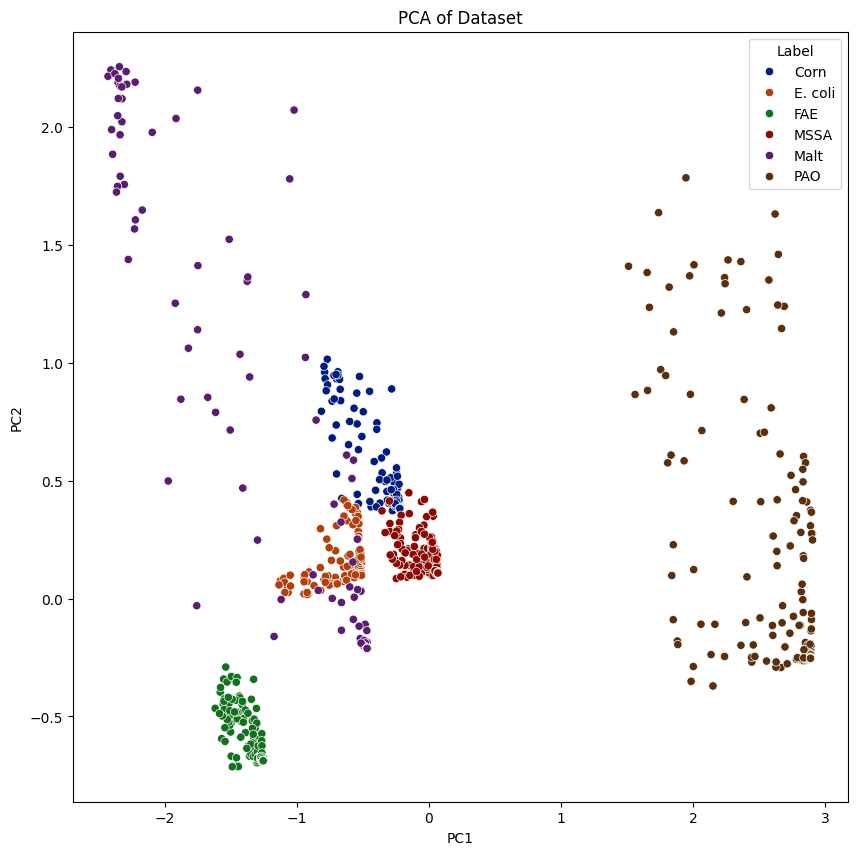 PCA of Dataset
Label
Corn
E. coli
FAE
MSSA
Malt
PAO
PC2
2.0
1.5
1.0
0.5
0.0
−0.5
−2
−1
0
1
2
3
PC1